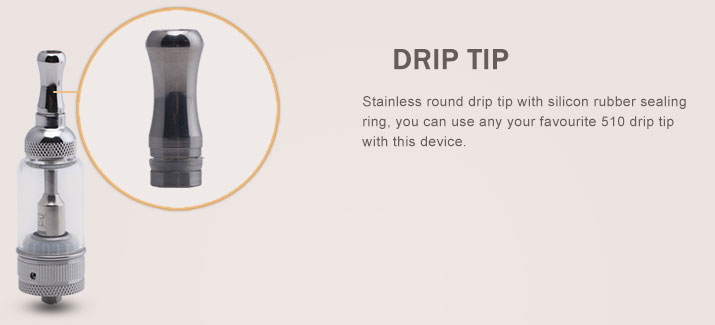 DRIP TIP
Stainless round drip tip with silicon rubber sealing
ring, you can use any your favourite 510 drip tip
with this device.